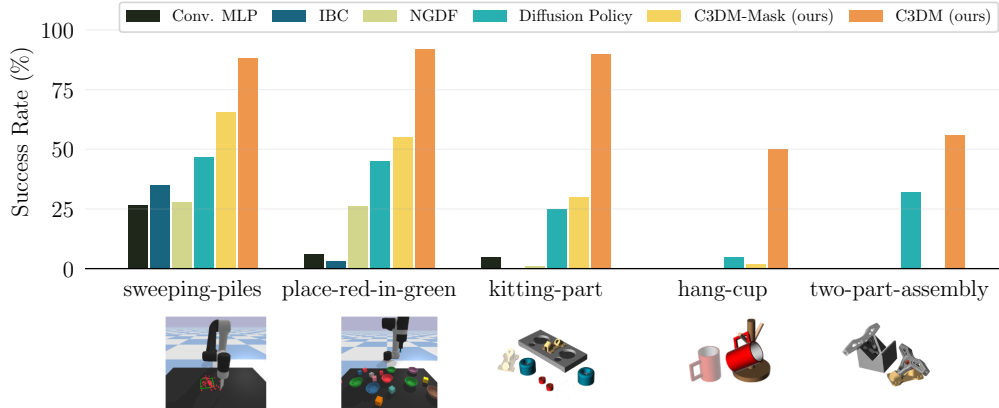 Conv. MLP IBC NGDF Diffusion Policy C3DM-Mask (ours) C3DM (ours)
Success Rate (%)
100
75
50
25
0
sweeping-piles place-red-in-green kitting-part hang-cup two-part-assembly